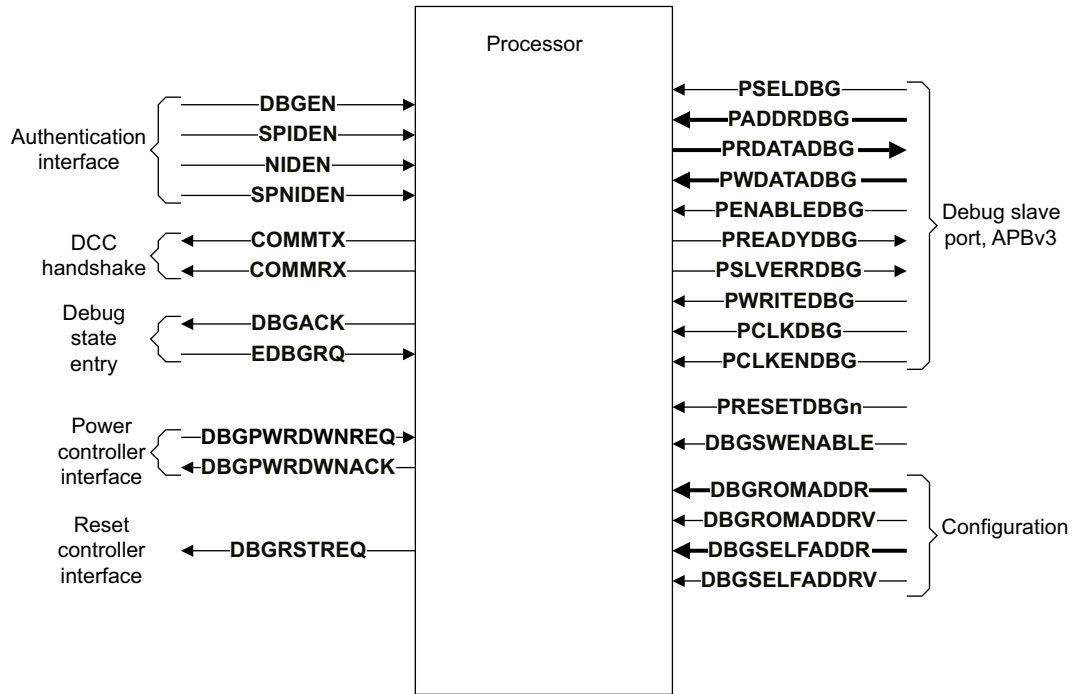 Processor
Authentication
interface
DBGEN
SPIDEN
NIDEN
SPNIDEN
DCC
handshake
COMMTX
COMMRX
Debug
state
entry
DBGACK
EDBGRQ
Power
controller
interface
DBGPWRDWNREQ
DBGPWRDWNACK
Reset
controller
interface
DBGRSTREQ
PSELDBG
PADDRDBG
PRDATADBG
PWDATADBG
PENABLEDBG
PREADYDBG
PSLVERRDBG
PWRITEDBG
PCLKDBG
PCLKENDBG
Debug slave
port, APBv3
PRESETDBGn
DBGSWENABLE
DBGROMADDR
DBGROMADDRV
DBGSELFADDR
DBGSELFADDRV
Configuration